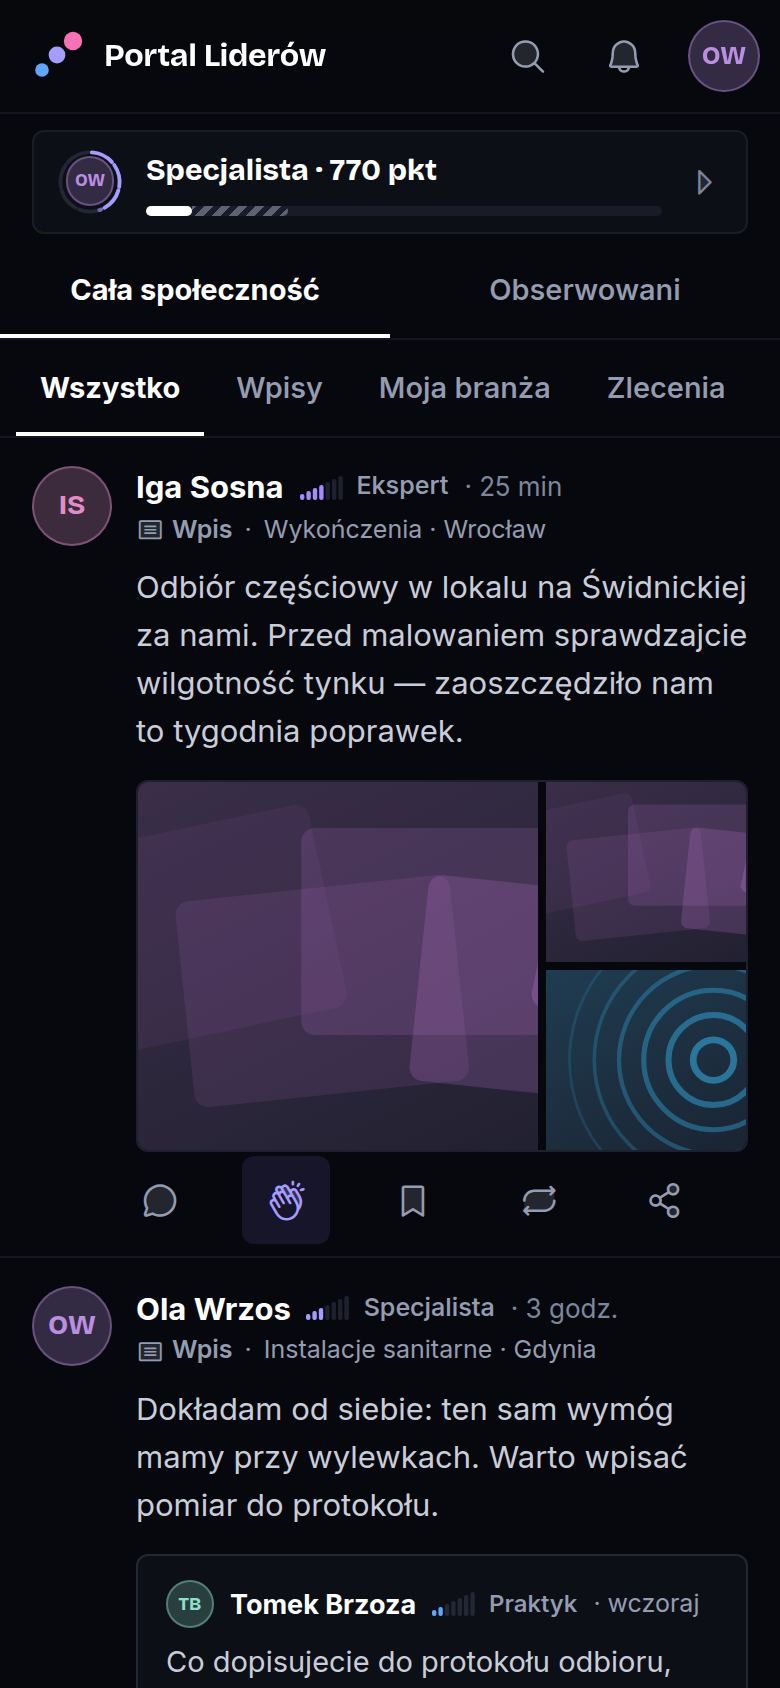 Portal Liderów
OW
OW
Specjalista · 770 pkt
Cała społeczność
Obserwowani
Wszystko
Wpisy
Moja branża
Zlecenia
IS
Iga Sosna
Ekspert · 25 min
Wpis · Wykończenia · Wrocław
Odbiór częściowy w lokalu na Świdnickiej
za nami. Przed malowaniem sprawdzajcie
wilgotność tynku — zaoszczędziło nam
to tygodnia poprawek.
OW
Ola Wrzos
Specjalista · 3 godz.
Wpis · Instalacje sanitarne · Gdynia
Dokładam od siebie: ten sam wymóg
mamy przy wylewkach. Warto wpisać
pomiar do protokołu.
TB
Tomek Brzoza
Praktyk · wczoraj
Co dopisujecie do protokołu odbioru,